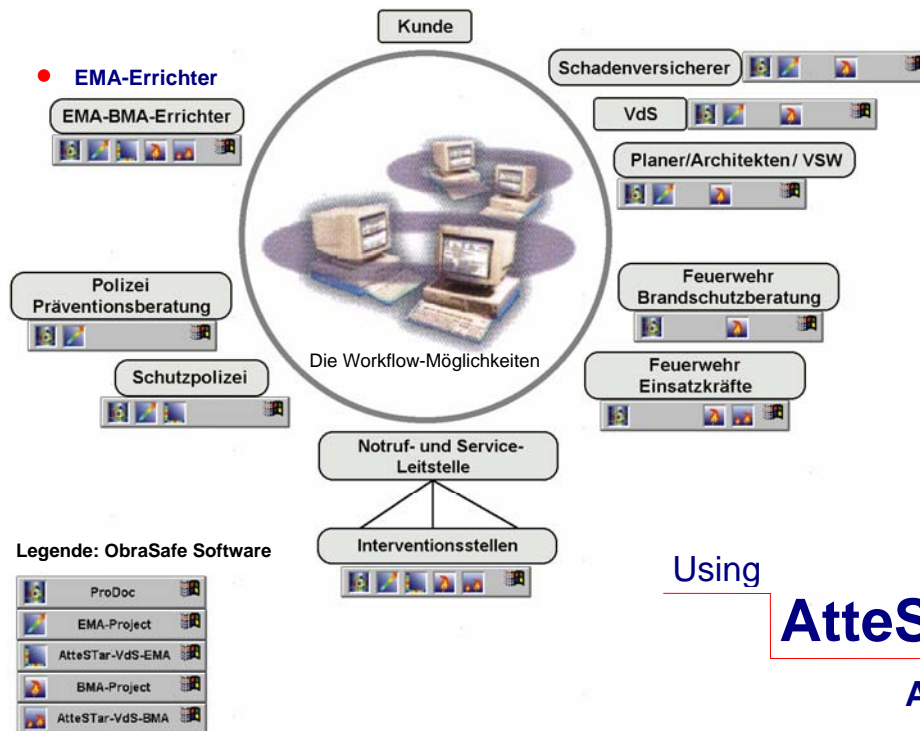 Kunde
EMA-Errichter
EMA-BMA-Errichter
Schadenversicherer
VdS
Planer/Architekten/ VSW
Polizei
Präventionsberatung
Schutzpolizei
Feuerwehr
Brandschutzberatung
Feuerwehr
Einsatzkräfte
Die Workflow-Möglichkeiten
Notruf- und Service-
Leitstelle
Interventionsstellen
Legende: ObraSafe Software
ProDoc
EMA-Project
AtteSTar-VdS-EMA
BMA-Project
AtteSTar-VdS-BMA
Using
AtteS
A